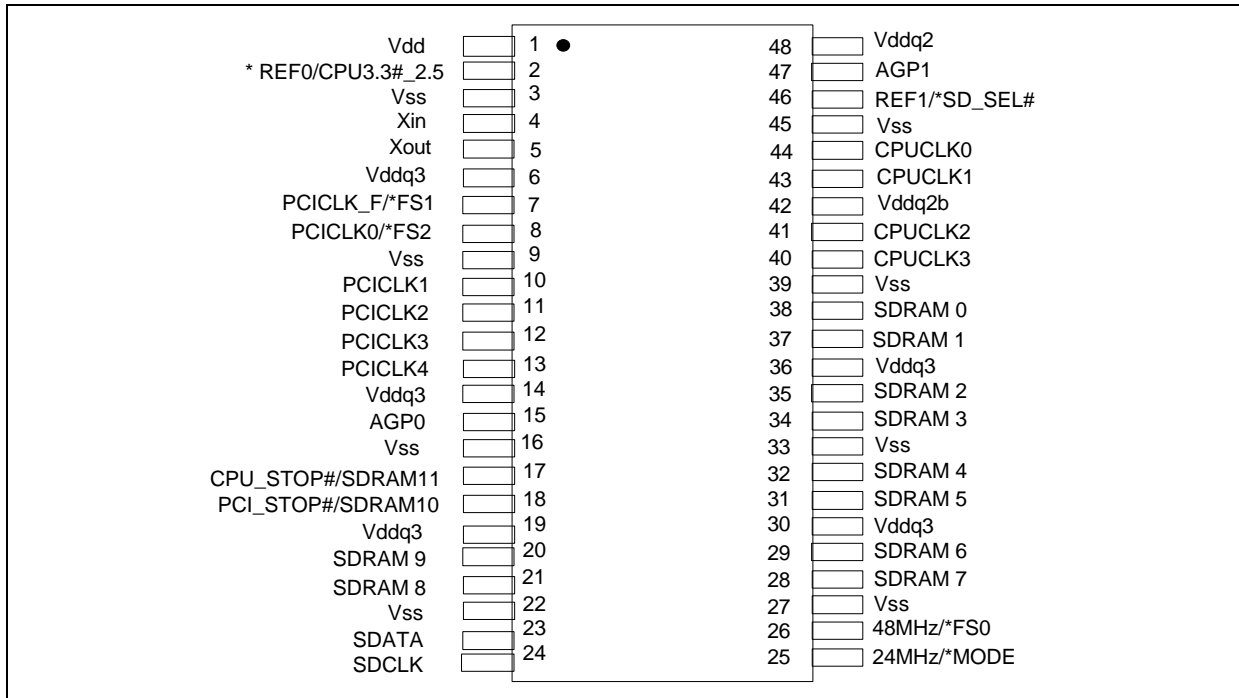 Vdd 1 48 Vddq2
* REF0/CPU3.3#_2.5 2 47 AGP1
Vss 3 46 REF1/*SD_SEL#
Xin 4 45 Vss
Xout 5 44 CPUCLK0
Vddq3 6 43 CPUCLK1
PCICLK_F/*FS1 7 42 Vddq2b
PCICLK0/*FS2 8 41 CPUCLK2
Vss 9 40 CPUCLK3
PCICLK1 10 39 Vss
PCICLK2 11 38 SDRAM 0
PCICLK3 12 37 SDRAM 1
PCICLK4 13 36 Vddq3
Vddq3 14 35 SDRAM 2
AGP0 15 34 SDRAM 3
Vss 16 33 Vss
CPU_STOP#/SDRAM11 17 32 SDRAM 4
PCI_STOP#/SDRAM10 18 31 SDRAM 5
Vddq3 19 30 Vddq3
SDRAM 9 20 29 SDRAM 6
SDRAM 8 21 28 SDRAM 7
Vss 22 27 Vss
SDATA 23 26 48MHz/*FS0
SDCLK 24 25 24MHz/*MODE